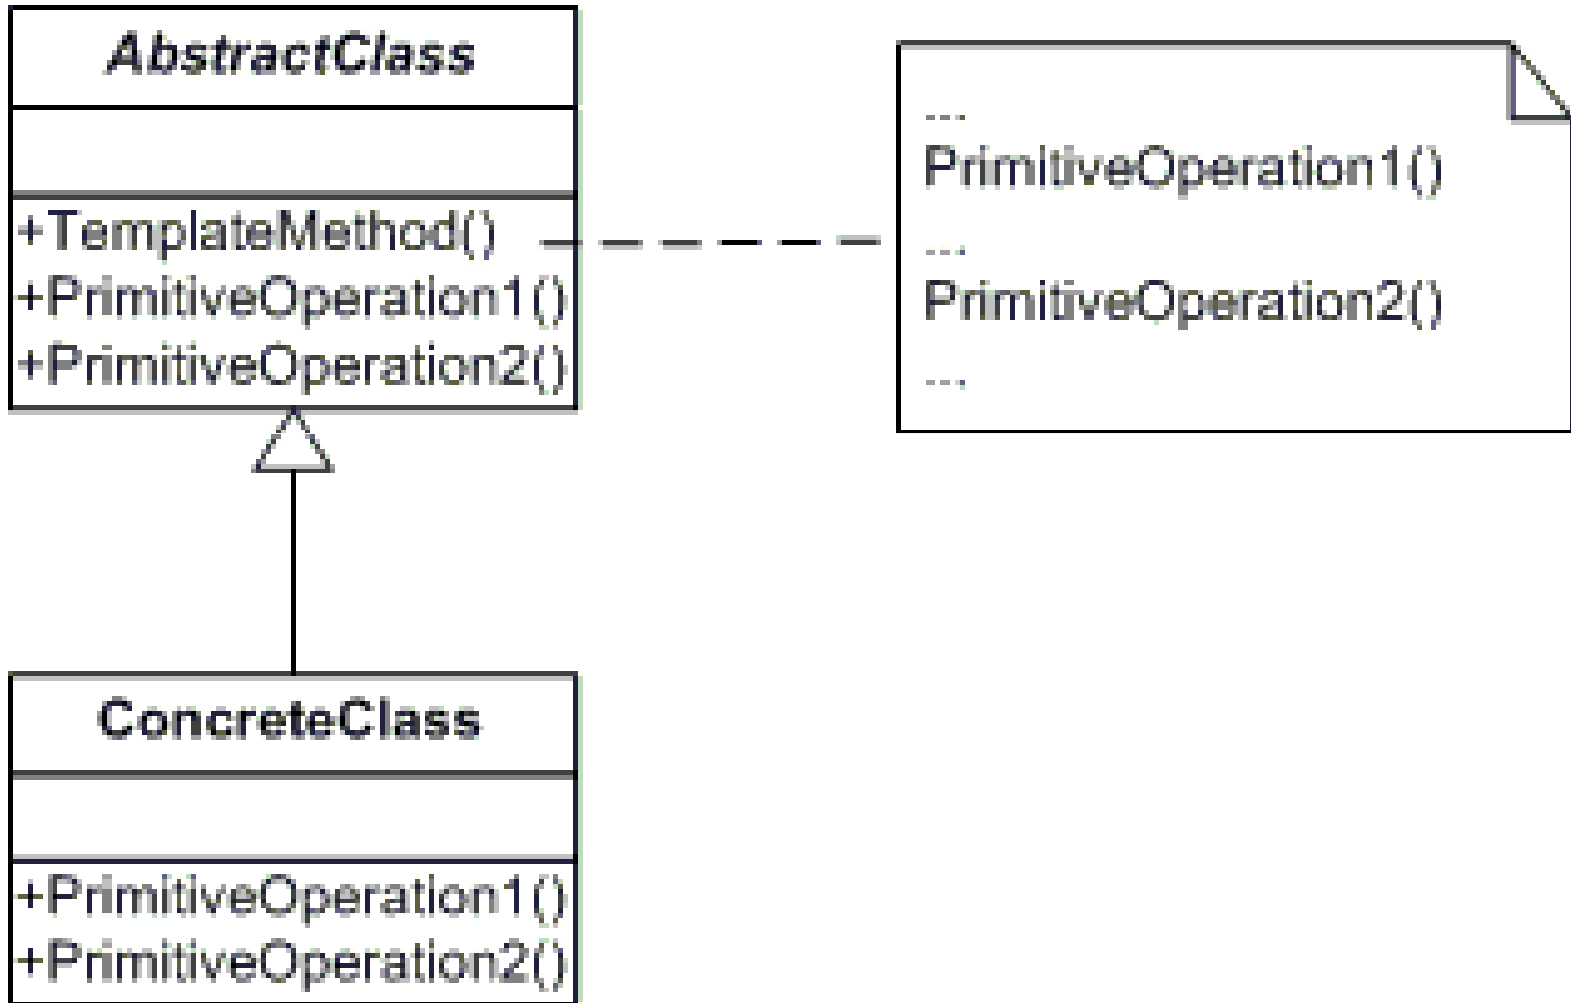 AbstractClass
+TemplateMethod()
+PrimitiveOperation1()
+PrimitiveOperation2()
...
PrimitiveOperation1()
...
PrimitiveOperation2()
...
ConcreteClass
+PrimitiveOperation1()
+PrimitiveOperation2()